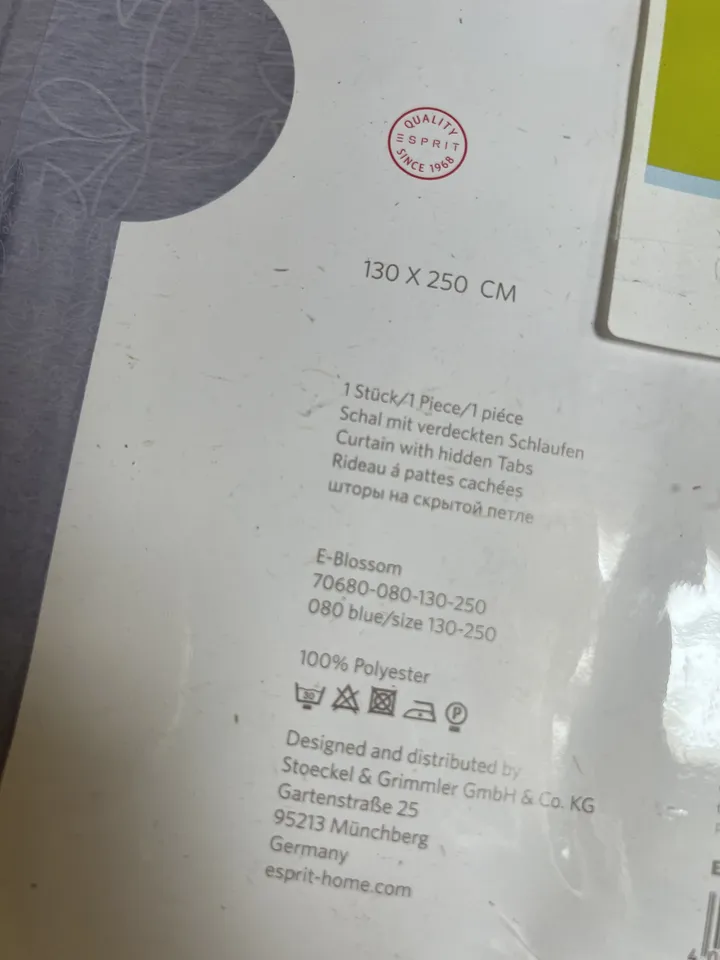 QUALITY
ESPRIT
SINCE 1968
130 X 250 CM
1 Stück/1 Piece/1 piéce
Schal mit verdeckten Schlaufen
Curtain with hidden Tabs
Rideau á pattes cachées
шторы на скрытой петле
E-Blossom
70680-080-130-250
080 blue/size 130-250
100% Polyester
30
P
Designed and distributed by
Stoeckel & Grimmler GmbH & Co. KG
Gartenstraße 25
95213 Münchberg
Germany
esprit-home.com